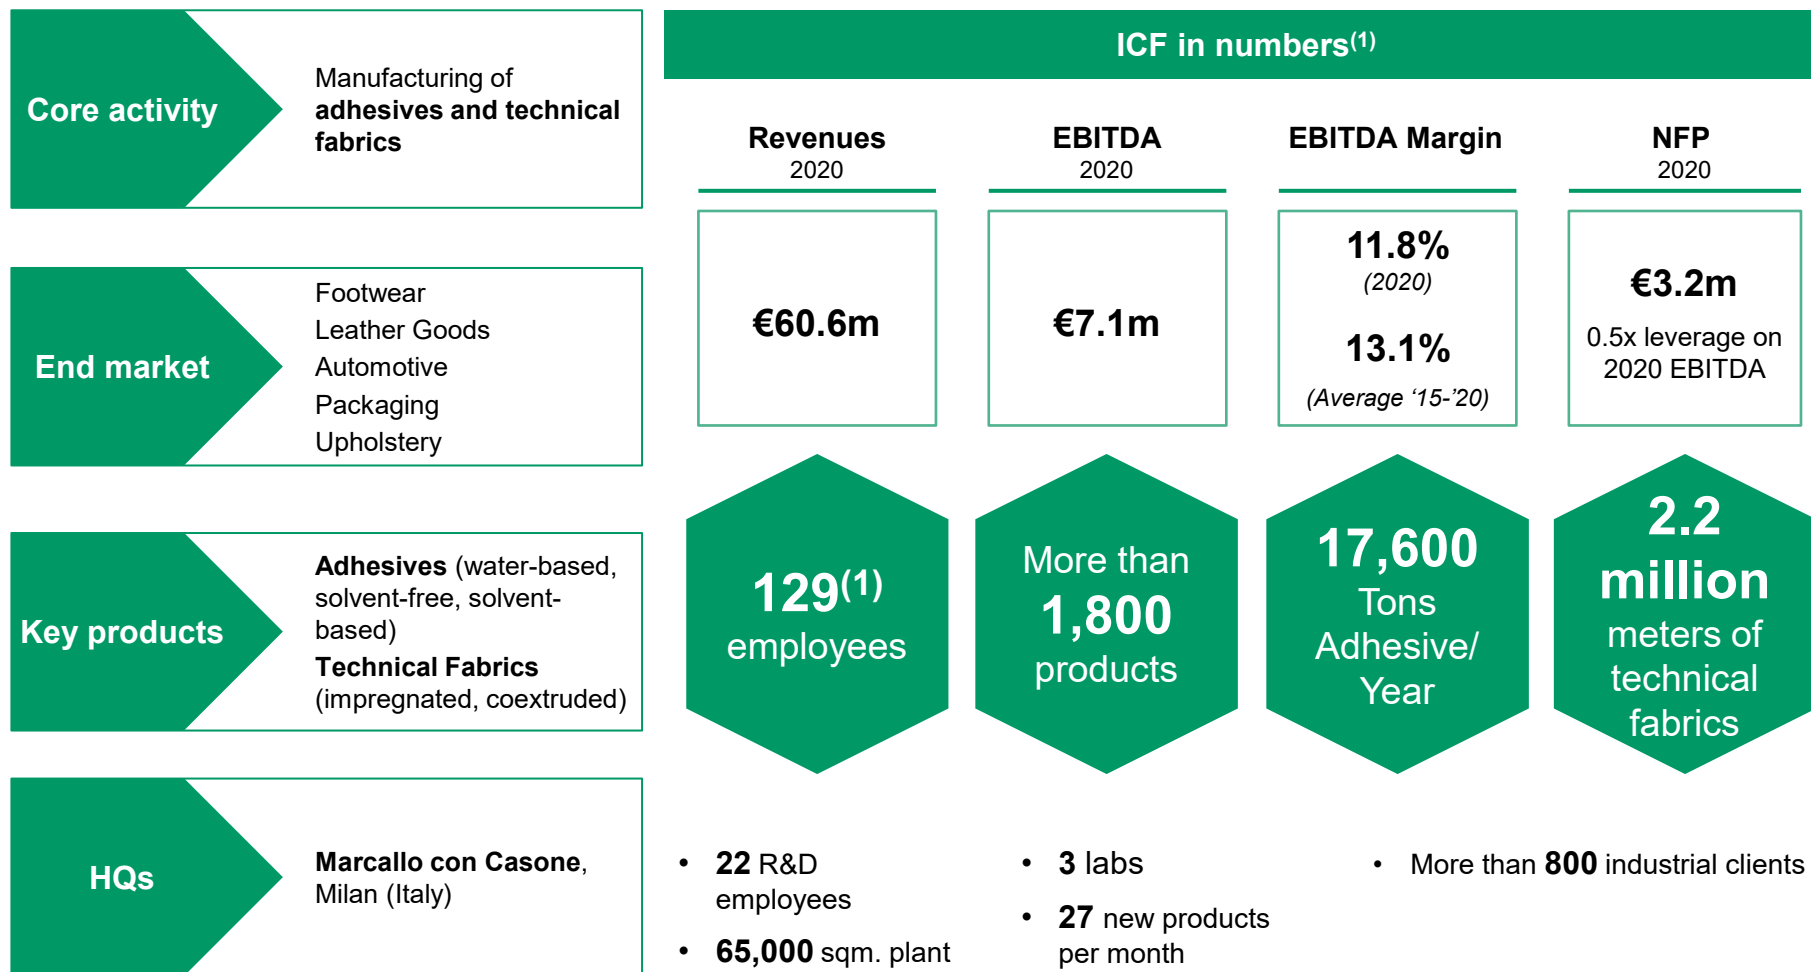 Core activity
Manufacturing of
adhesives and technical
fabrics
End market
Footwear
Leather Goods
Automotive
Packaging
Upholstery
Key products
Adhesives (water-based,
solvent-free, solvent-
based)
Technical Fabrics
(impregnated, coextruded)
HQs
Marcallo con Casone,
Milan (Italy)
ICF in numbers(1)
Revenues
2020
€60.6m
EBITDA
2020
€7.1m
EBITDA Margin
11.8%
(2020)
13.1%
(Average ‘15-’20)
NFP
2020
€3.2m
0.5x leverage on
2020 EBITDA
129(1)
employees
More than
1,800
products
17,600
Tons
Adhesive/
Year
2.2
million
meters of
technical
fabrics
• 22 R&D
employees
• 65,000 sqm. plant
• 3 labs
• 27 new products
per month
• More than 800 industrial clients